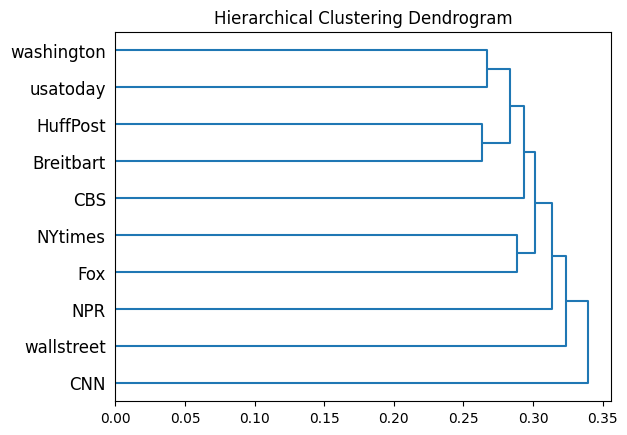 Hierarchical Clustering Dendrogram
washington
usatoday
HuffPost
Breitbart
CBS
NYtimes
Fox
NPR
wallstreet
CNN
0.00 0.05 0.10 0.15 0.20 0.25 0.30 0.35